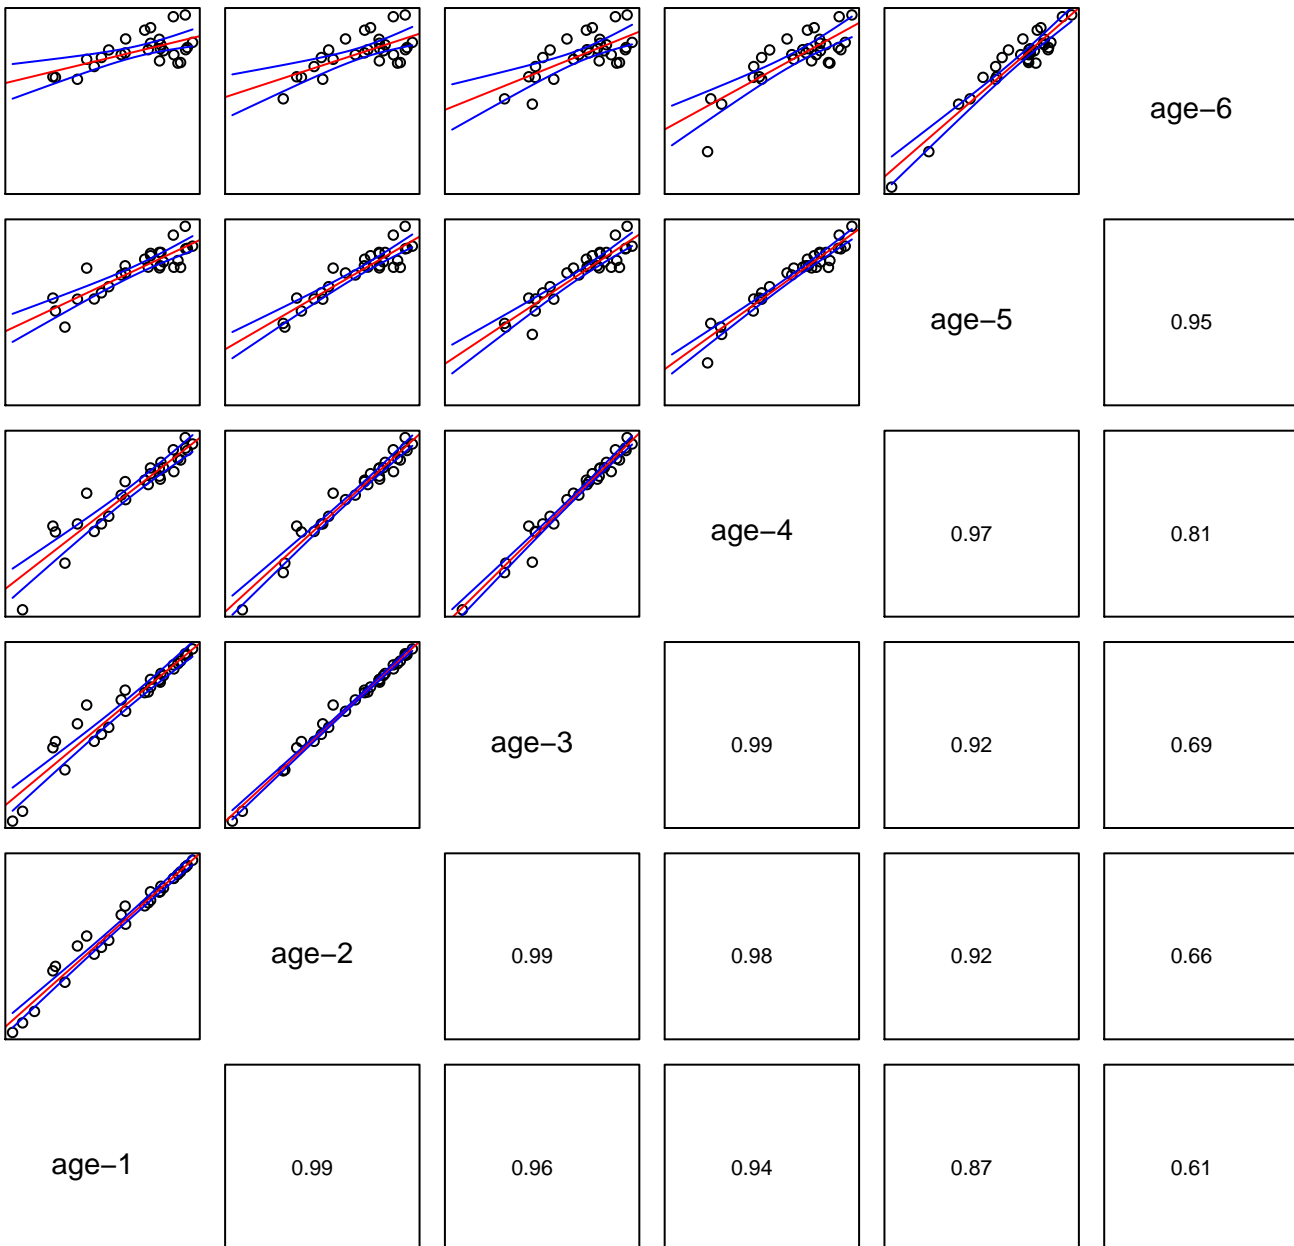 age−6
age−5 0.95
age−4 0.97 0.81
age−3 0.99 0.92 0.69
age−2 0.99 0.98 0.92 0.66
age−1 0.99 0.96 0.94 0.87 0.61